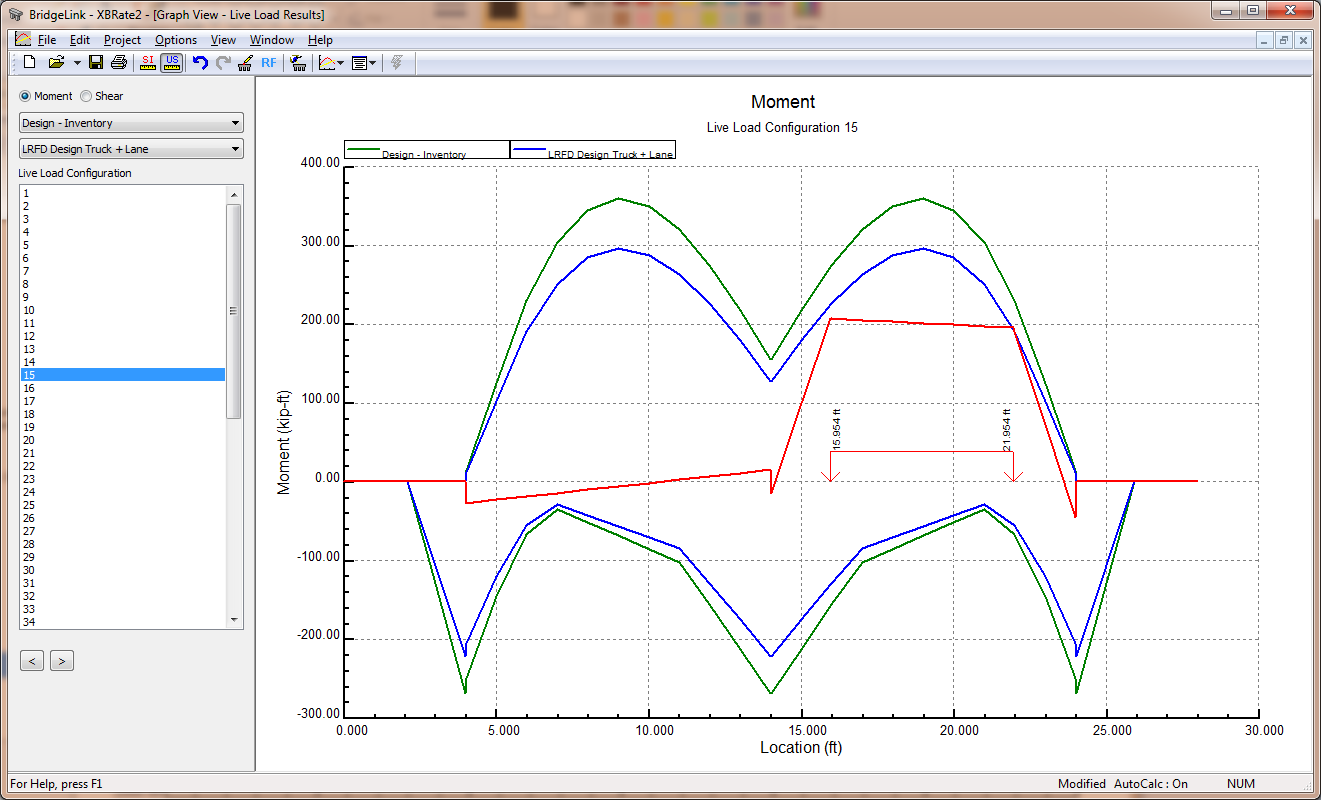 BridgeLink - XBRate2 - [Graph View - Live Load Results]
File Edit Project Options View Window Help
SI US RF
Moment Shear
Design - Inventory
LRFD Design Truck + Lane
Live Load Configuration
1
2
3
4
5
6
7
8
9
10
11
12
13
14
15
16
17
18
19
20
21
22
23
24
25
26
27
28
29
30
31
32
33
34
< >
Moment
Live Load Configuration 15
Design - Inventory LRFD Design Truck + Lane
400.00
300.00
200.00
100.00
0.00
-100.00
-200.00
-300.00
Moment (kip-ft)
15.954 ft
21.954 ft
0.000 5.000 10.000 15.000 20.000 25.000 30.000
Location (ft)
For Help, press F1 Modified AutoCalc : On NUM